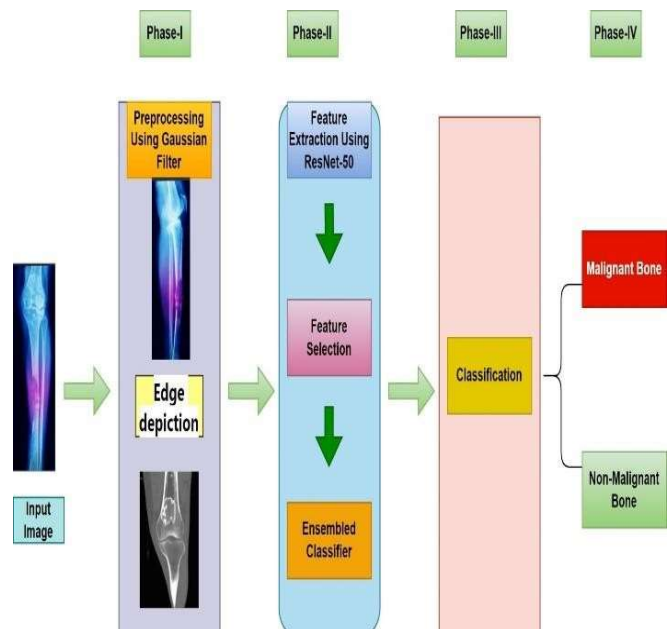 Phase-I
Phase-II
Phase-III
Phase-IV
Preprocessing
Using Gaussian
Filter
Feature
Extraction Using
ResNet-50
Malignant Bone
Feature
Selection
Classification
Edge
depiction
Non-Malignant
Bone
Input
Image
Ensembled
Classifier